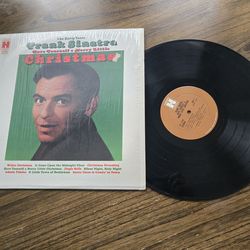 The Early Years
Frank Sinatra
Have Yourself a Merry Little
Christmas
H
White Christmas It Came Upon the Midnight Clear Christmas Dreaming
Have Yourself a Merry Little Christmas Jingle Bells Silent Night, Holy Night
Adeste Fideles O Little Town of Bethlehem Santa Claus Is Comin' to Town